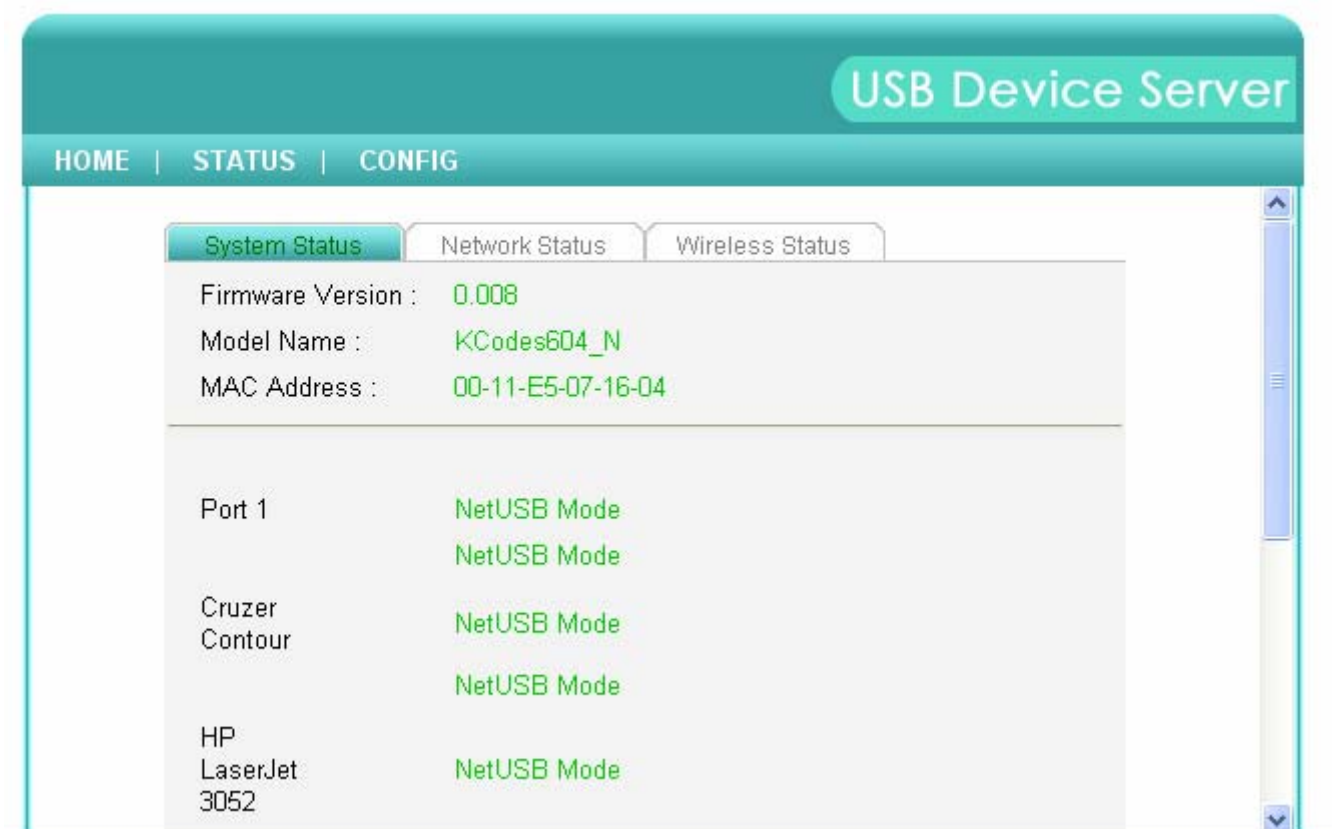 USB Device Server
HOME | STATUS | CONFIG
System Status Network Status Wireless Status
Firmware Version : 0.008
Model Name : KCodes604_N
MAC Address : 00-11-E5-07-16-04
Port 1 NetUSB Mode
NetUSB Mode
Cruzer
Contour NetUSB Mode
NetUSB Mode
HP
LaserJet NetUSB Mode
3052